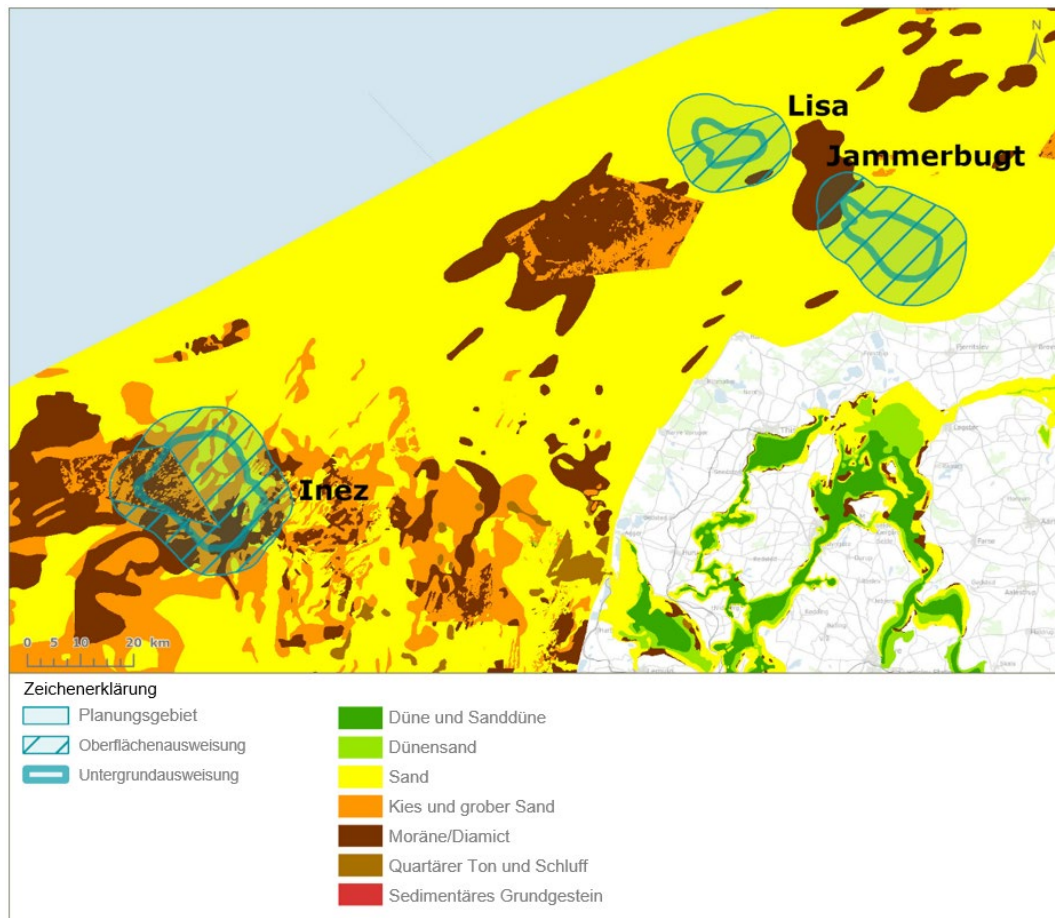 N
Lisa
Jammerbugt
Inez
0 5 10 20 km
Zeichenerklärung
Planungsgebiet
Oberflächenausweisung
Untergrundausweisung
Düne und Sanddüne
Dünensand
Sand
Kies und grober Sand
Moräne/Diamict
Quartärer Ton und Schluff
Sedimentäres Grundgestein